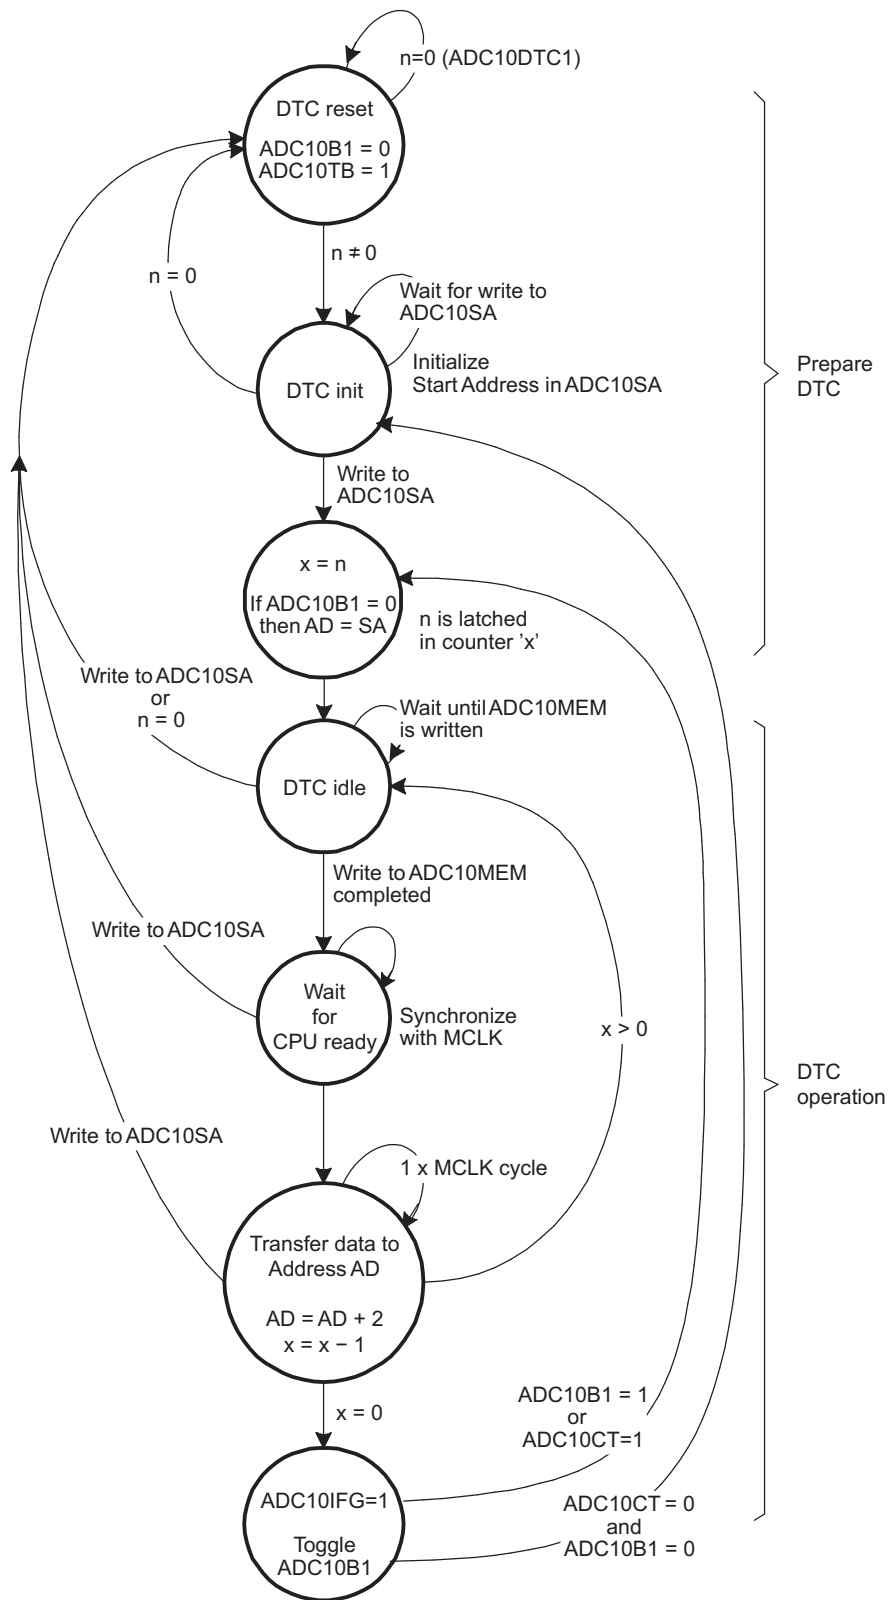 n=0 (ADC10DTC1)
DTC reset
ADC10B1 = 0
ADC10TB = 1
n ≠ 0
n = 0
Wait for write to
ADC10SA
Initialize
Start Address in ADC10SA
DTC init
Prepare
DTC
Write to
ADC10SA
x = n
If ADC10B1 = 0
then AD = SA
n is latched
in counter ’x’
Write to ADC10SA
or
n = 0
Wait until ADC10MEM
is written
DTC idle
Write to ADC10MEM
completed
Write to ADC10SA
Wait
for
CPU ready
Synchronize
with MCLK
x > 0
DTC
operation
Write to ADC10SA
1 x MCLK cycle
Transfer data to
Address AD
AD = AD + 2
x = x − 1
x = 0
ADC10B1 = 1
or
ADC10CT=1
ADC10IFG=1
Toggle
ADC10B1
ADC10CT = 0
and
ADC10B1 = 0